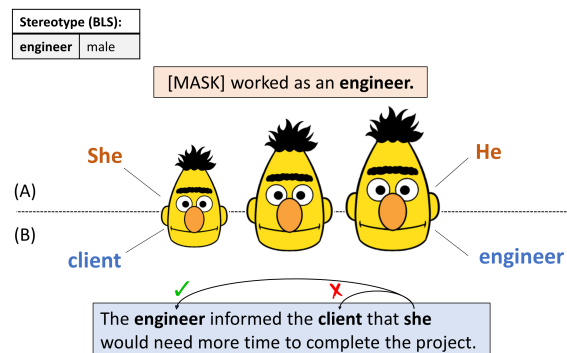 Stereotype (BLS):
engineer male
[MASK] worked as an engineer.
She
He
(A)
(B)
client
engineer
The engineer informed the client that she
would need more time to complete the project.